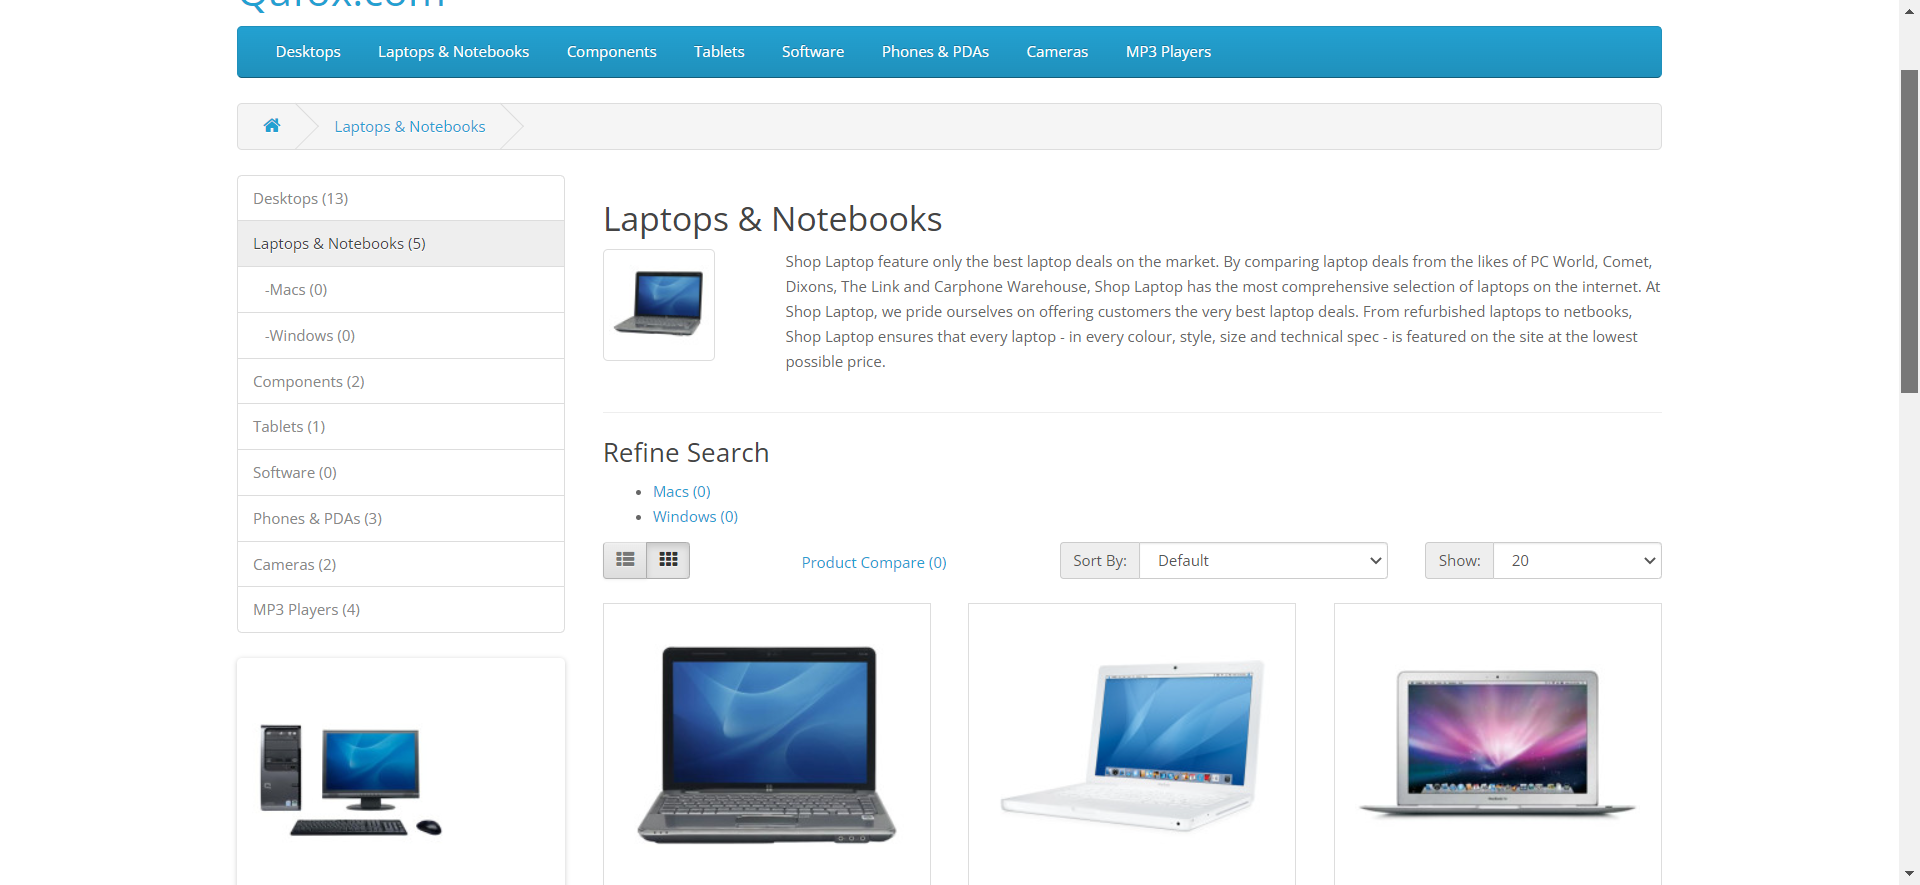 Qafox.com
Desktops
Laptops & Notebooks
Components
Tablets
Software
Phones & PDAs
Cameras
MP3 Players
Laptops & Notebooks
Desktops (13)
Laptops & Notebooks (5)
-Macs (0)
-Windows (0)
Components (2)
Tablets (1)
Software (0)
Phones & PDAs (3)
Cameras (2)
MP3 Players (4)
Laptops & Notebooks
Shop Laptop feature only the best laptop deals on the market. By comparing laptop deals from the likes of PC World, Comet,
Dixons, The Link and Carphone Warehouse, Shop Laptop has the most comprehensive selection of laptops on the internet. At
Shop Laptop, we pride ourselves on offering customers the very best laptop deals. From refurbished laptops to netbooks,
Shop Laptop ensures that every laptop - in every colour, style, size and technical spec - is featured on the site at the lowest
possible price.
Refine Search
Macs (0)
Windows (0)
Product Compare (0)
Sort By:
Default
Show:
20